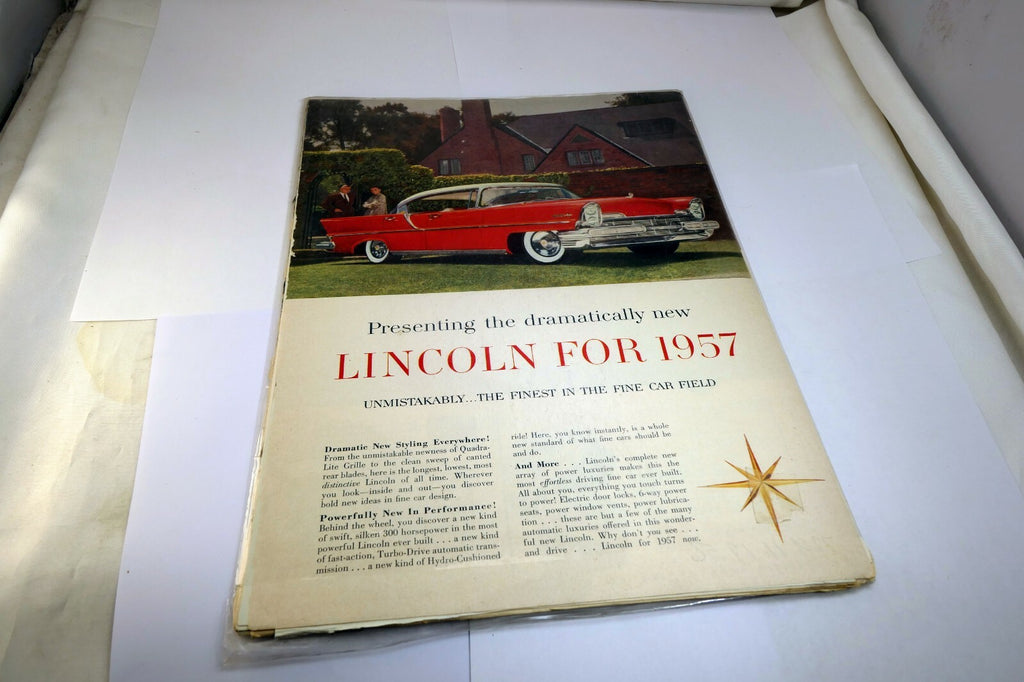 Presenting the dramatically new
LINCOLN FOR 1957
UNMISTAKABLY...THE FINEST IN THE FINE CAR FIELD
Dramatic New Styling Everywhere!
From the unmistakable newness of Quadra-
Lite Grille to the clean sweep of canted
rear blades, here is the longest, lowest, most
distinctive Lincoln of all time. Wherever
you look—inside and out—you discover
bold new ideas in fine car design.
Powerfully New In Performance!
Behind the wheel, you discover a new kind
of swift, silken 300 horsepower in the most
powerful Lincoln ever built . . . a new kind
of fast-action, Turbo-Drive automatic trans-
mission . . . a new kind of Hydro-Cushioned
ride! Here, you know instantly, is a whole
new standard of what fine cars should be
and do.
And More . . . Lincoln's complete new
array of power luxuries makes this the
most effortless driving fine car ever built.
All about you, everything you touch turns
to power! Electric door locks, 6-way power
seats, power window vents, power lubrica-
tion . . . these are but a few of the many
automatic luxuries offered in this wonder-
ful new Lincoln. Why don't you see . . .
and drive . . . Lincoln for 1957 now.